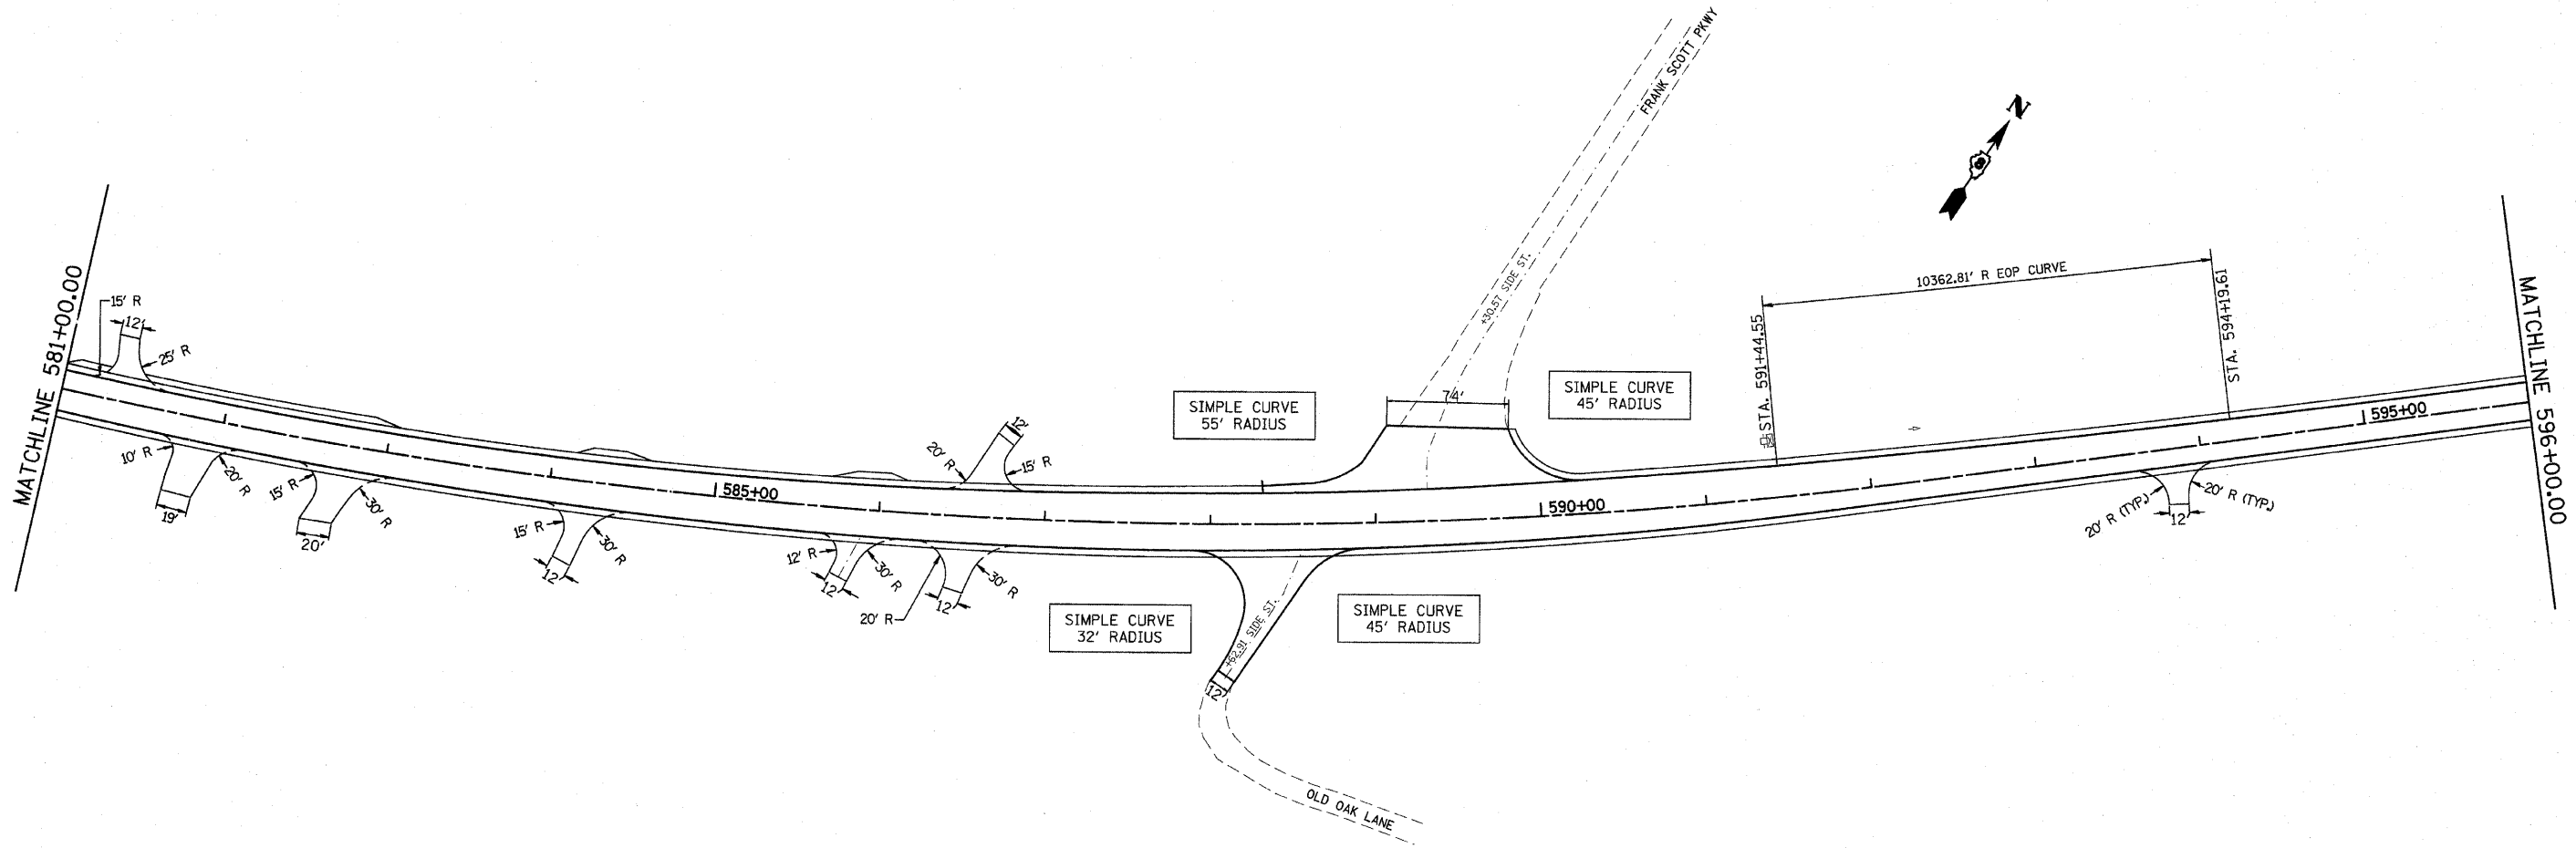 MATCHLINE 581+00.00
15' R
12'
25' R
10' R
20' R
19'
15' R
30' R
20'
15' R
30' R
12'
585+00
12' R
30' R
12'
20' R
30' R
12'
20' R
12'
15' R
SIMPLE CURVE
55' RADIUS
74'
SIMPLE CURVE
45' RADIUS
+30.57 SIDE ST.
FRANK SCOTT PKWY
N
590+00
SIMPLE CURVE
32' RADIUS
SIMPLE CURVE
45' RADIUS
+62.91 SIDE ST.
12'
OLD OAK LANE
STA. 591+44.55
10362.81' R EOP CURVE
STA. 594+19.61
20' R (TYP.)
12'
20' R (TYP.)
595+00
MATCHLINE 596+00.00